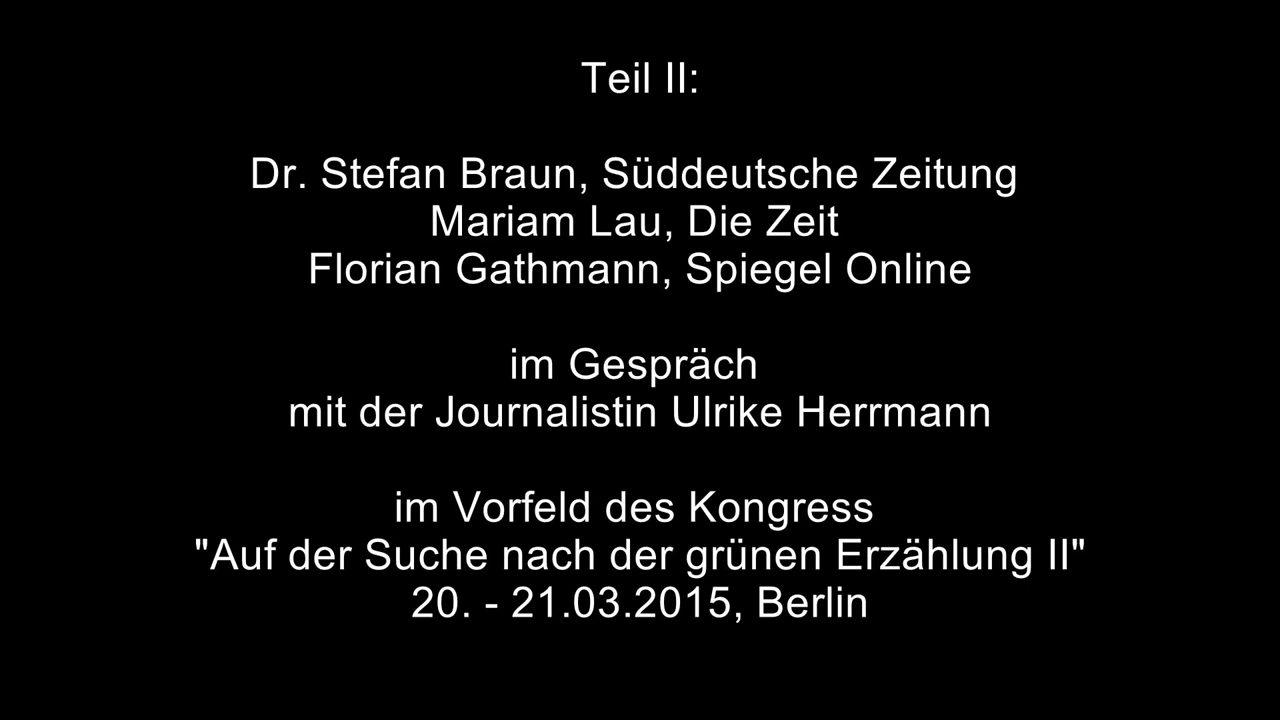 Teil II:
Dr. Stefan Braun, Süddeutsche Zeitung
Mariam Lau, Die Zeit
Florian Gathmann, Spiegel Online
im Gespräch
mit der Journalistin Ulrike Herrmann
im Vorfeld des Kongress
"Auf der Suche nach der grünen Erzählung II"
20. - 21.03.2015, Berlin